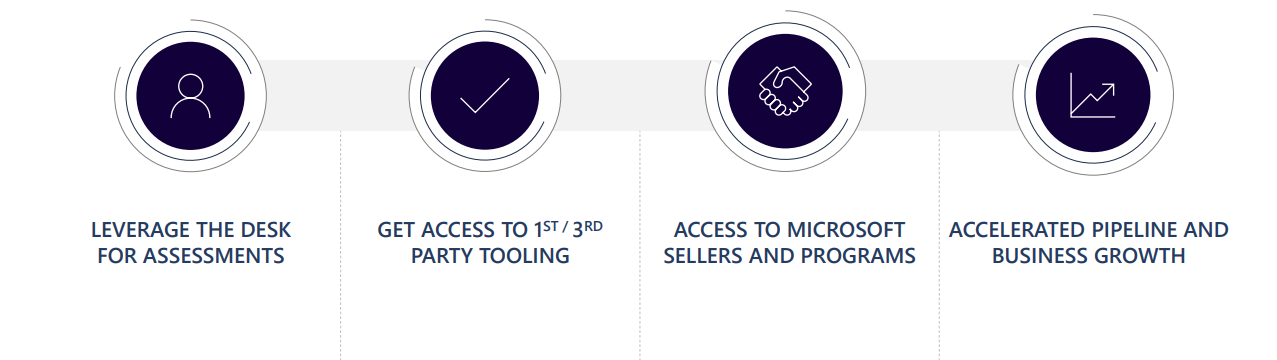 LEVERAGE THE DESK
FOR ASSESSMENTS
GET ACCESS TO 1ST / 3RD
PARTY TOOLING
ACCESS TO MICROSOFT
SELLERS AND PROGRAMS
ACCELERATED PIPELINE AND
BUSINESS GROWTH